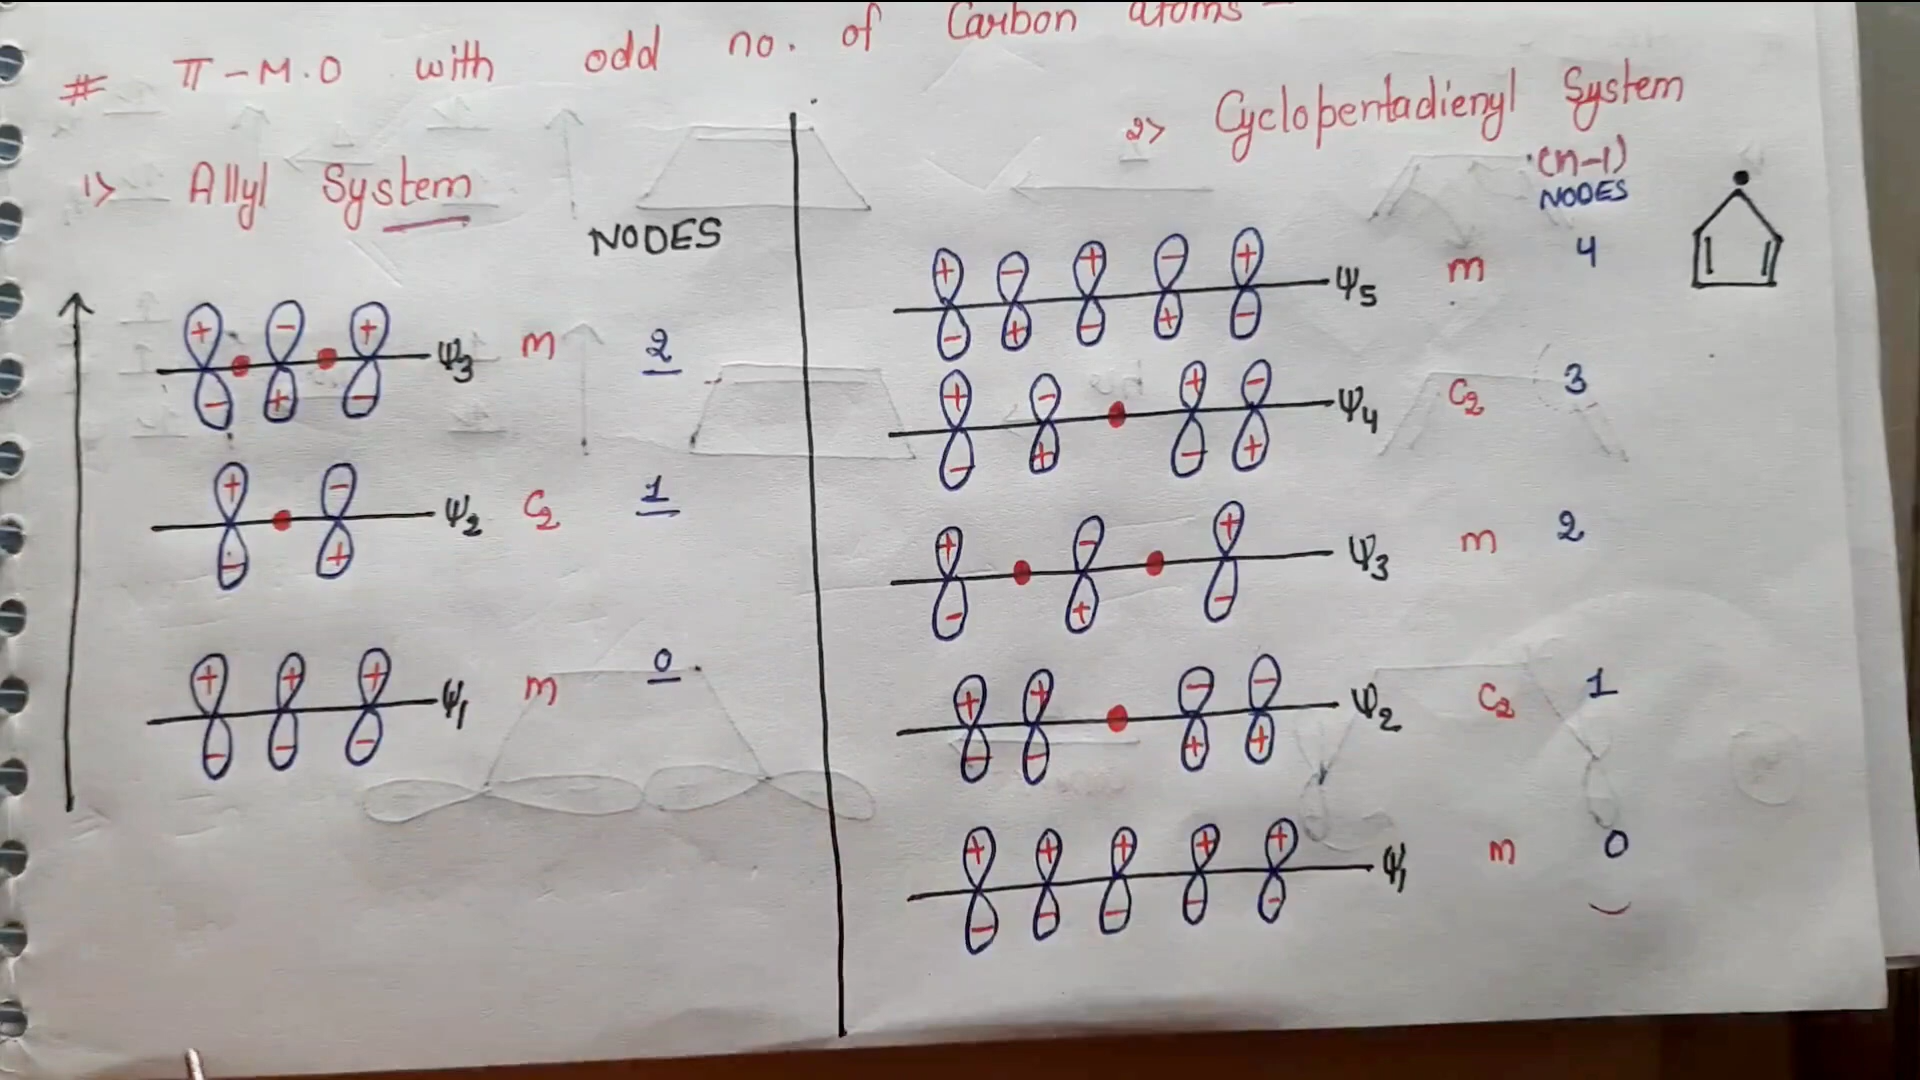 # π-M.O with odd no. of Carbon atoms
1> Allyl System
NODES
+ - + ψ3 m 2
- + -
+ - ψ2 C2 1
- +
+ + + ψ1 m 0
- - -
2> Cyclopentadienyl System
(n-1)
NODES
+ - + - + ψ5 m 4
- + - + -
+ - + - ψ4 C2 3
- + - +
+ - + ψ3 m 2
- + -
+ + - - ψ2 C2 1
- - + +
+ + + + + ψ1 m 0
- - - - -